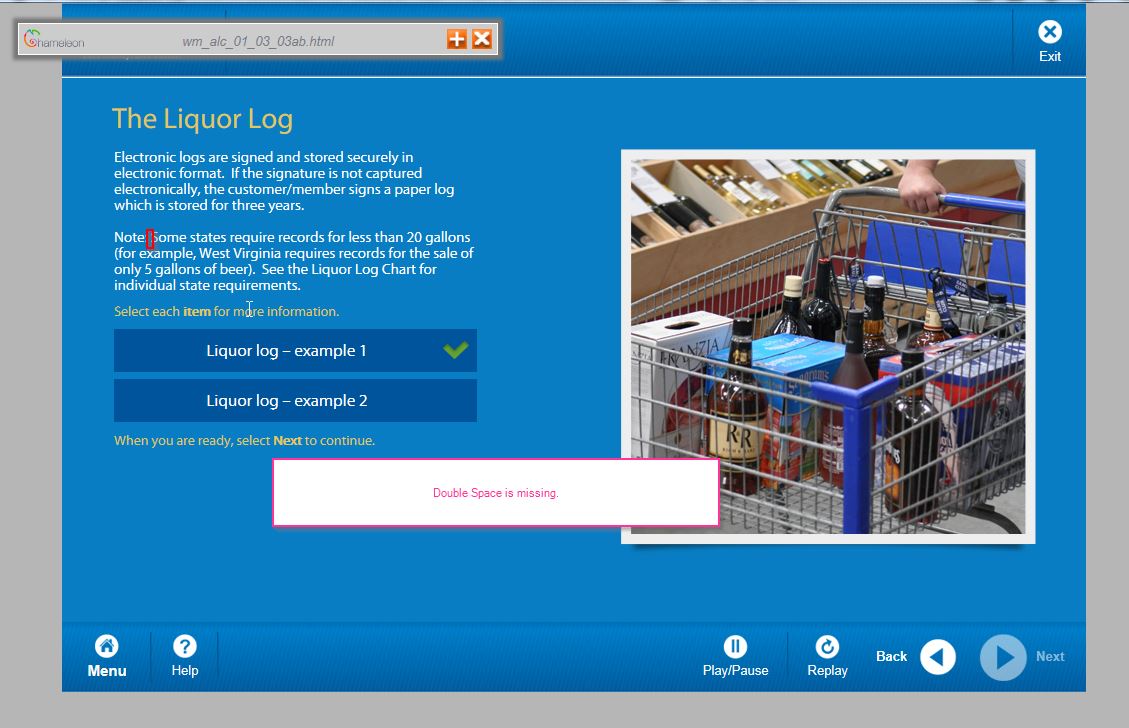 Chameleon
wm_alc_01_03_03ab.html
Exit
The Liquor Log
Electronic logs are signed and stored securely in
electronic format.  If the signature is not captured
electronically, the customer/member signs a paper log
which is stored for three years.
Note some states require records for less than 20 gallons
(for example, West Virginia requires records for the sale of
only 5 gallons of beer).  See the Liquor Log Chart for
individual state requirements.
Select each item for more information.
Liquor log – example 1
Liquor log – example 2
When you are ready, select Next to continue.
Double Space is missing.
FRANZIA
Seagram's
R&R
Menu
Help
Play/Pause
Replay
Back
Next